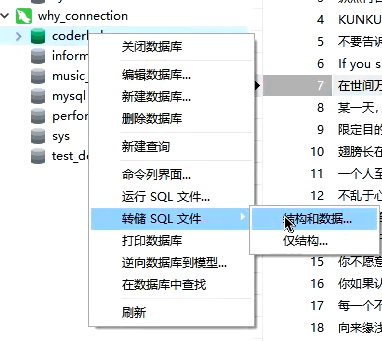 sy
why_connection
关闭数据库
inform
编辑数据库...
music_
新建数据库...
mysql
删除数据库
perfor
sys
新建查询
test_de
命令列界面...
运行 SQL 文件...
转储 SQL 文件
结构和数据...
打印数据库
仅结构...
逆向数据库到模型...
在数据库中查找
刷新
4 KUNKU
5 不要告诉
6 If you s
7 在世间万
8 某一天，
9 限定目的
10 翅膀长在
11 一个人至
12 不乱于心
15 你不愿意
16 你如果认
17 每一个不
18 向来缘浅